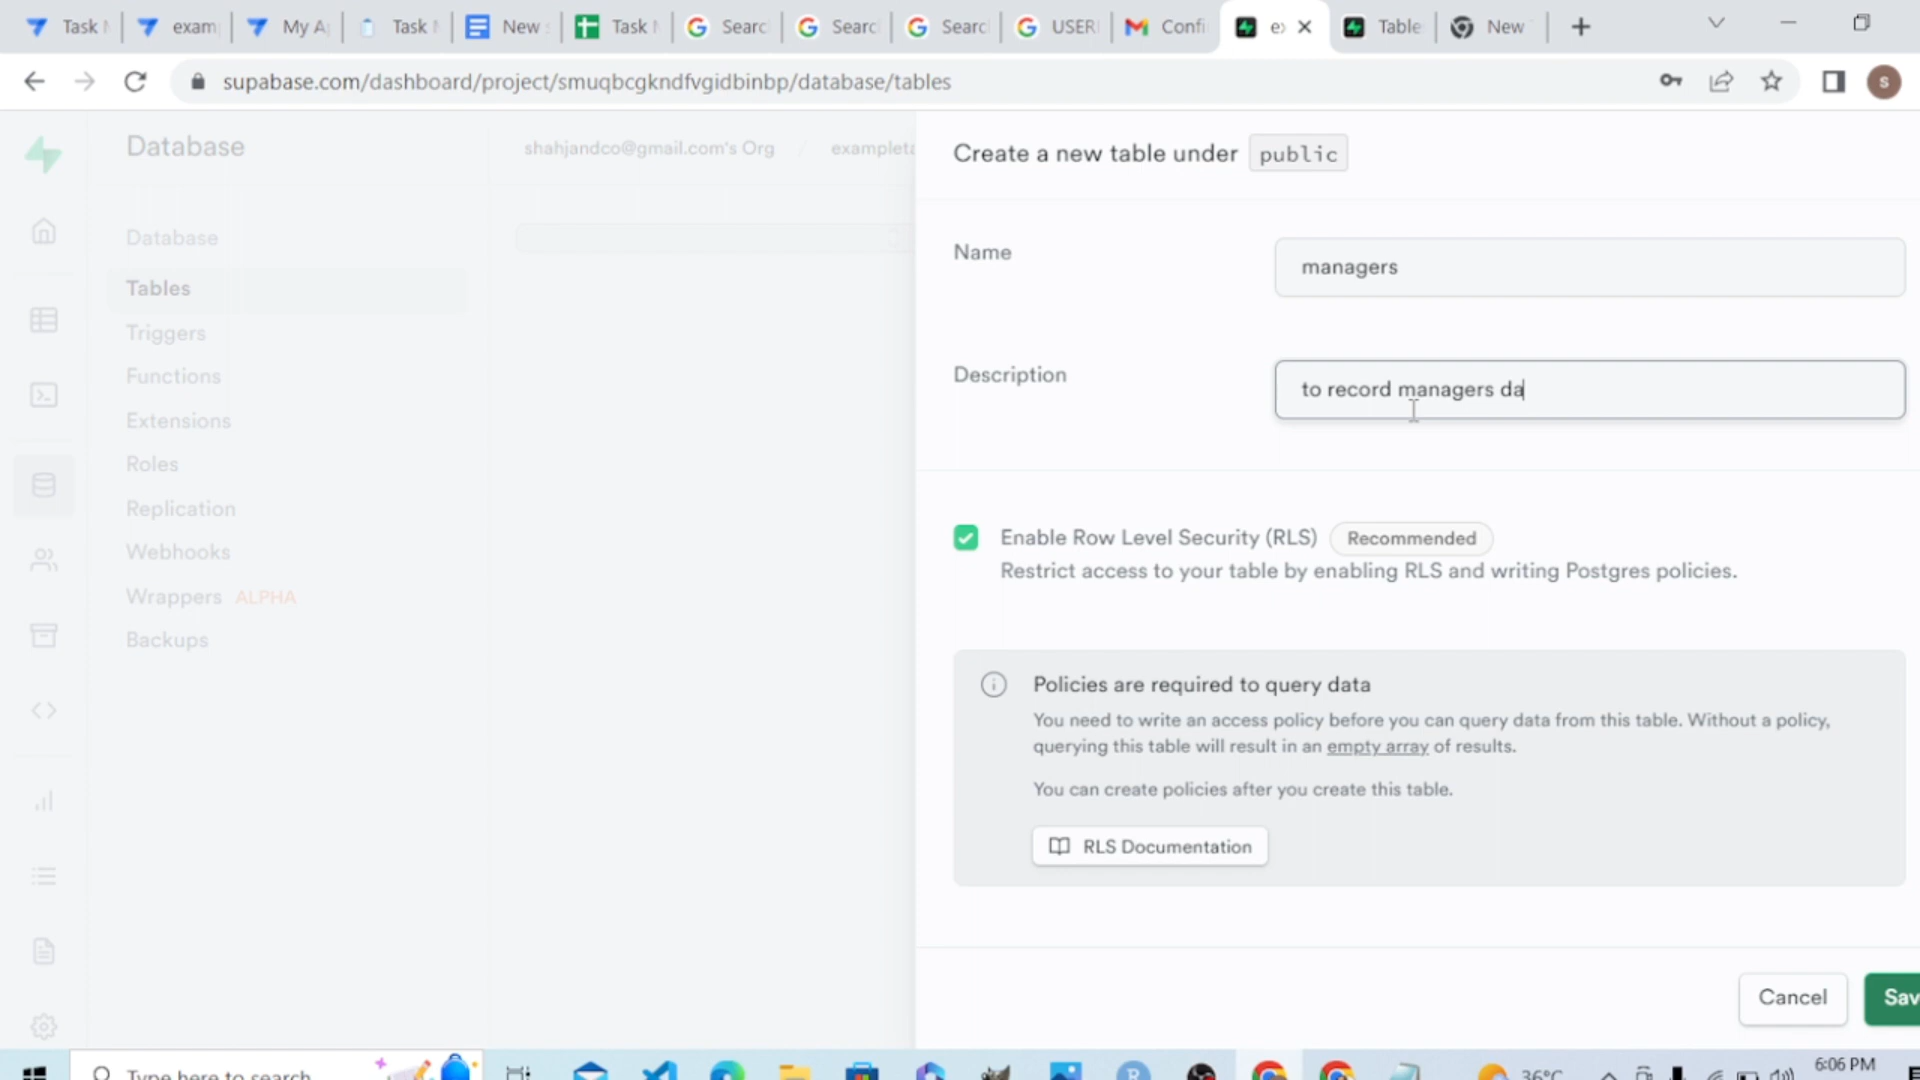 Task
exam
My A
Task
New
Task
Searc
Searc
Searc
USER
Confi
e
Table
New
supabase.com/dashboard/project/smuqbcgkndfvgidbinbp/database/tables
S
Database
shahjandco@gmail.com's Org / exampleta
Create a new table under public
Database
Tables
Triggers
Functions
Extensions
Roles
Replication
Webhooks
Wrappers ALPHA
Backups
Name
managers
Description
to record managers da
Enable Row Level Security (RLS) Recommended
Restrict access to your table by enabling RLS and writing Postgres policies.
Policies are required to query data
You need to write an access policy before you can query data from this table. Without a policy,
querying this table will result in an empty array of results.
You can create policies after you create this table.
RLS Documentation
Cancel
Sav
Type here to search
R
36°C
6:06 PM